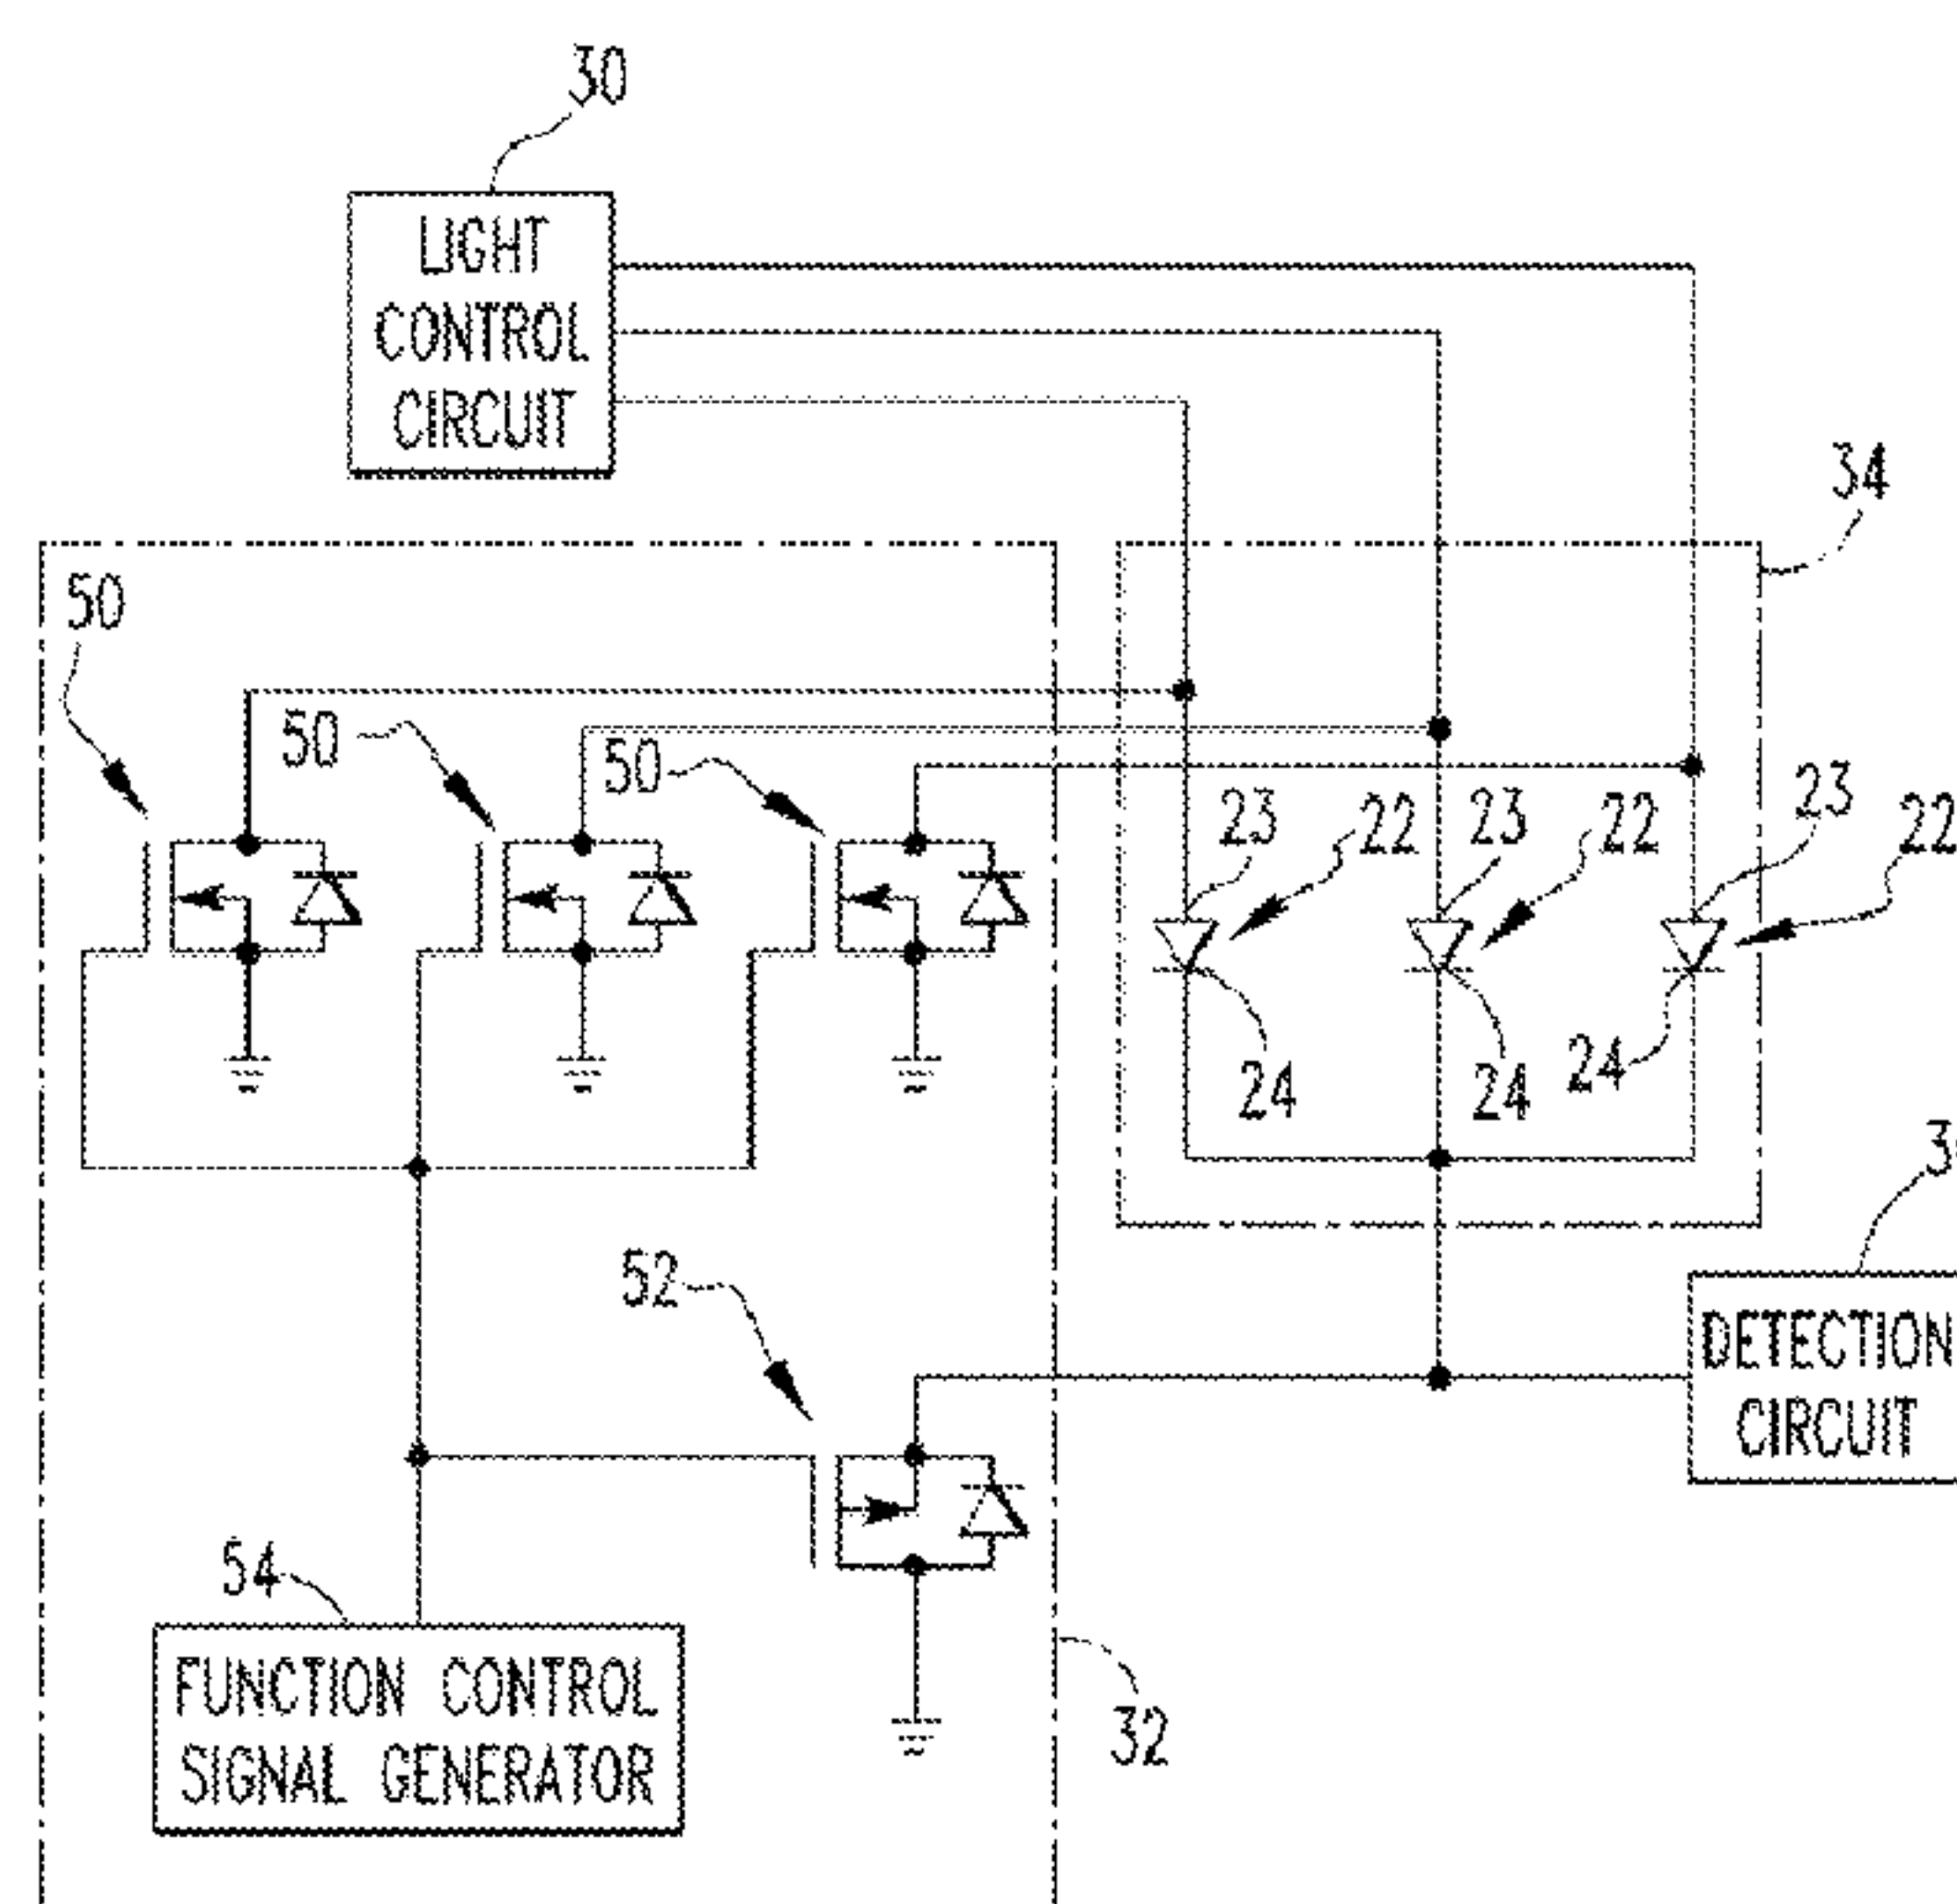 30
LIGHT
CONTROL
CIRCUIT
34
50
50
50
23
22
23
22
23
22
24
24
24
52
DETECTION
CIRCUIT
54
FUNCTION CONTROL
SIGNAL GENERATOR
32